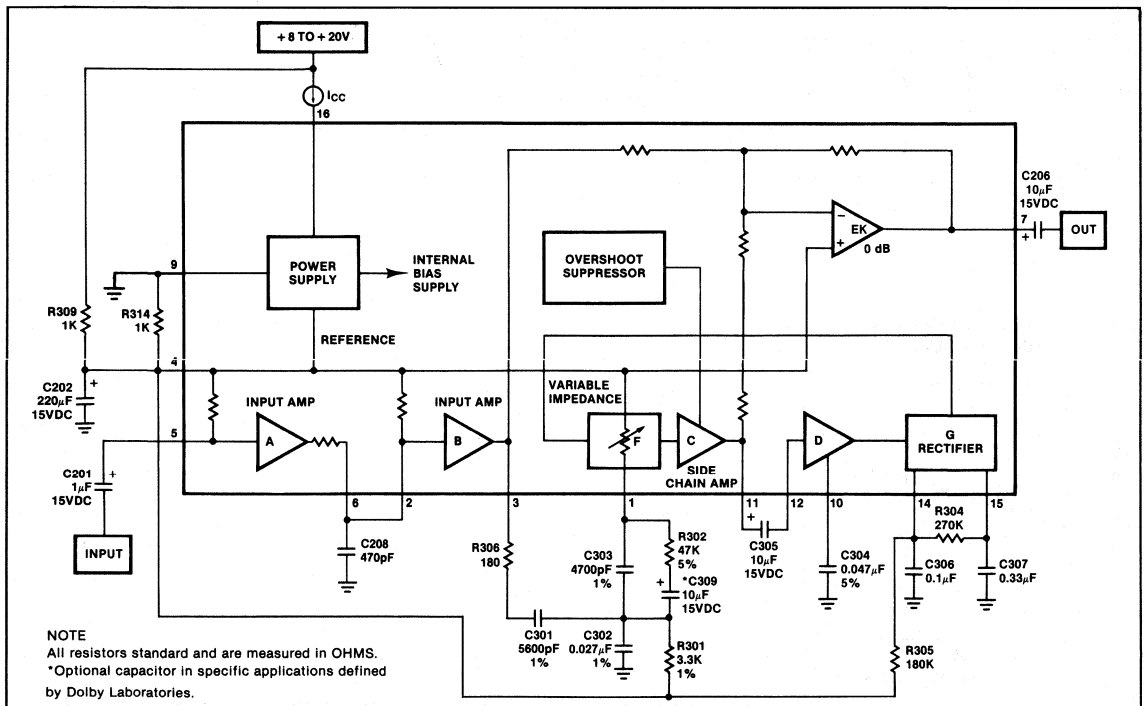 + 8 TO + 20V
ICC
16
C206
10µF
15VDC
7
+
OUT
−
EK
+
0 dB
9
POWER
SUPPLY
INTERNAL
BIAS
SUPPLY
OVERSHOOT
SUPPRESSOR
R309
1K
R314
1K
REFERENCE
4
C202
220µF
15VDC
+
INPUT AMP
A
INPUT AMP
B
VARIABLE
IMPEDANCE
F
C
SIDE
CHAIN AMP
D
G
RECTIFIER
5
C201
1µF
15VDC
+
INPUT
6
2
3
1
11
12
10
14
15
C208
470pF
R306
180
C303
4700pF
1%
R302
47K
5%
+
*C309
10µF
15VDC
+
C305
10µF
15VDC
C304
0.047µF
5%
R304
270K
C306
0.1µF
C307
0.33µF
C301
5600pF
1%
C302
0.027µF
1%
R301
3.3K
1%
R305
180K
NOTE
All resistors standard and are measured in OHMS.
*Optional capacitor in specific applications defined
by Dolby Laboratories.